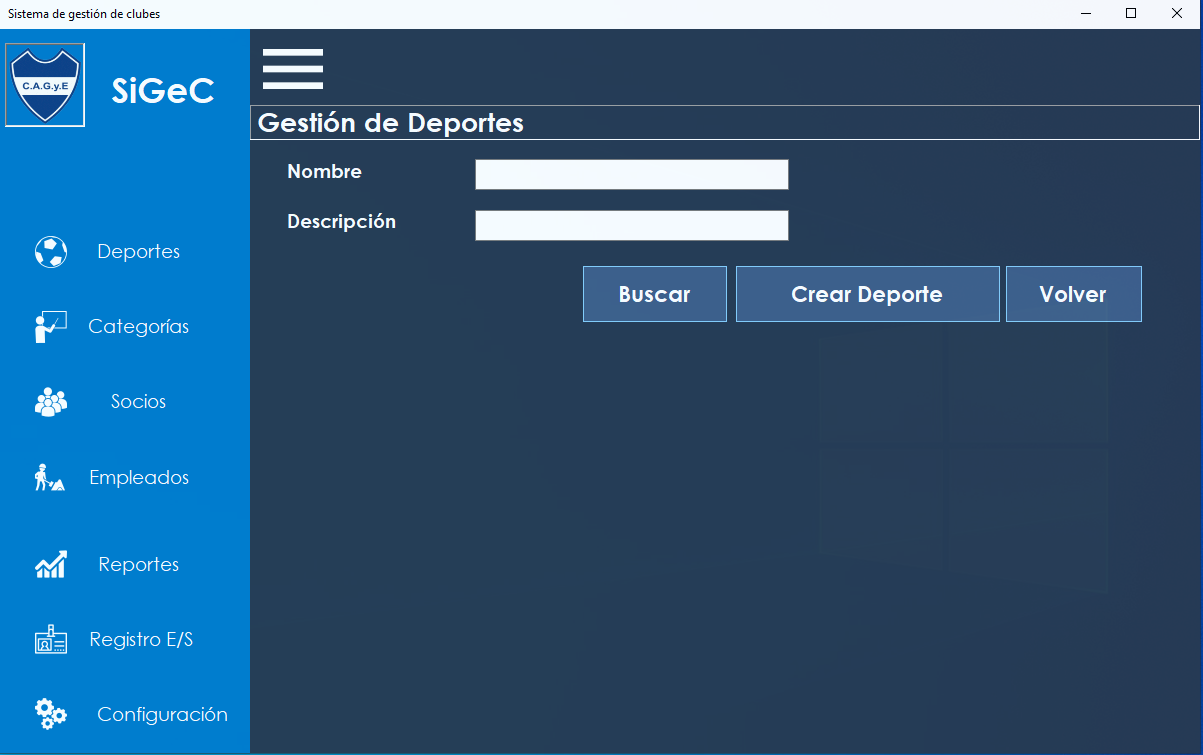 Sistema de gestión de clubes
C.A.G.y.E
SiGeC
Gestión de Deportes
Nombre
Descripción
Buscar
Crear Deporte
Volver
Deportes
Categorías
Socios
Empleados
Reportes
Registro E/S
Configuración